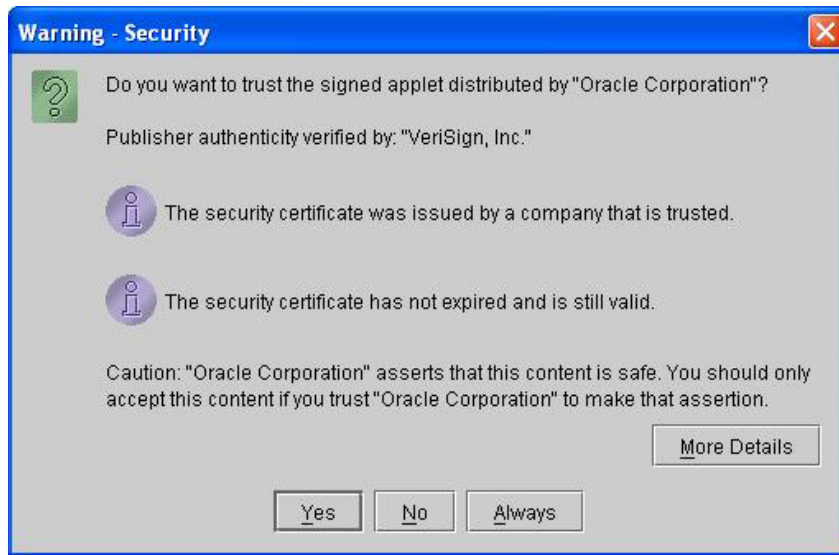 Warning - Security
Do you want to trust the signed applet distributed by "Oracle Corporation"?
Publisher authenticity verified by: "VeriSign, Inc."
The security certificate was issued by a company that is trusted.
The security certificate has not expired and is still valid.
Caution: "Oracle Corporation" asserts that this content is safe. You should only
accept this content if you trust "Oracle Corporation" to make that assertion.
More Details
Yes No Always